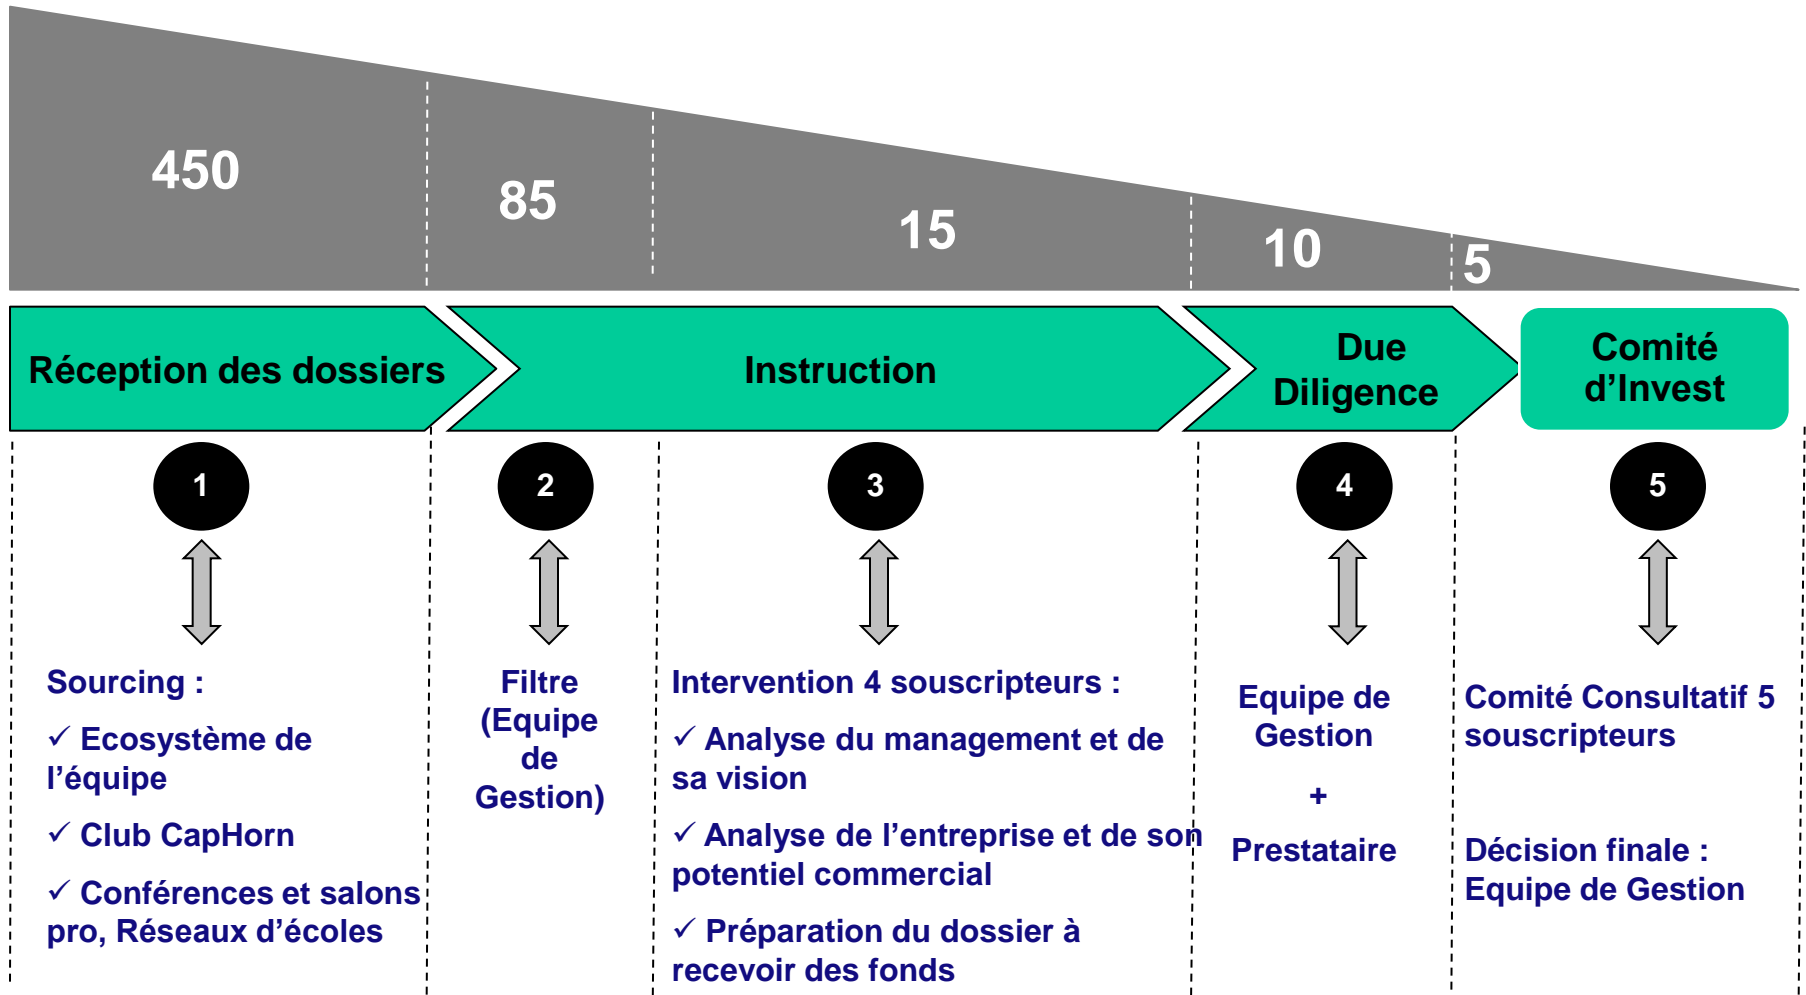 450
85
15
10
5
Réception des dossiers
Instruction
Due
Diligence
Comité
d’Invest
1
2
3
4
5
Sourcing :
✓ Ecosystème de
l’équipe
✓ Club CapHorn
✓ Conférences et salons
pro, Réseaux d’écoles
Filtre
(Equipe
de
Gestion)
Intervention 4 souscripteurs :
✓ Analyse du management et de
sa vision
✓ Analyse de l’entreprise et de son
potentiel commercial
✓ Préparation du dossier à
recevoir des fonds
Equipe de
Gestion
+
Prestataire
Comité Consultatif 5
souscripteurs
Décision finale :
Equipe de Gestion